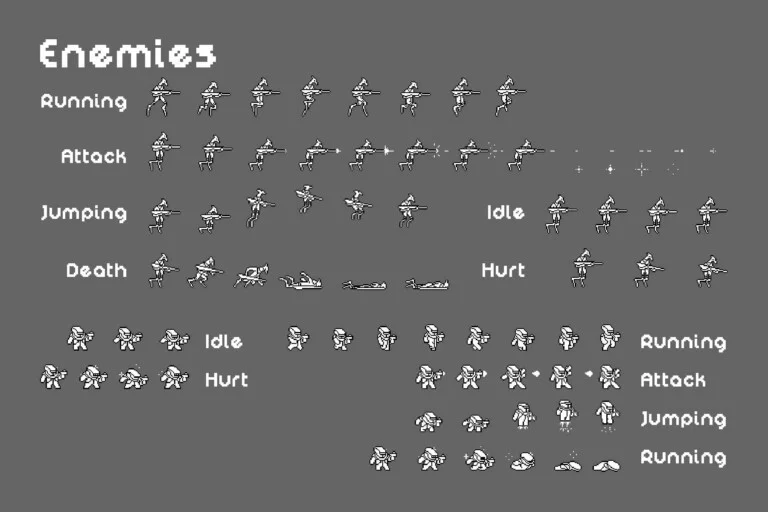 Enemies
Running
Attack
Jumping
Idle
Death
Hurt
Idle
Running
Hurt
Attack
Jumping
Running